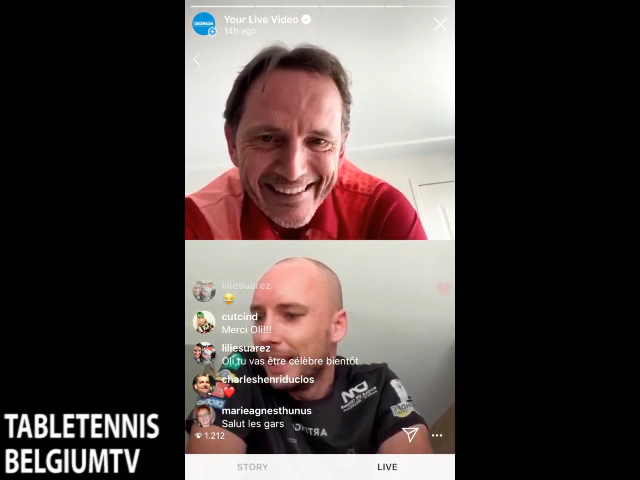 DECATHLON
Your Live Video
14h ago
liliesuarez
😂
cutcind
Merci Oli!!!
liliesuarez
Oli tu vas être célèbre bientôt
charleshenriduclos
❤️
marieagnesthunus
Salut les gars
1.212
STORY LIVE
TABLETENNIS
BELGIUMTV